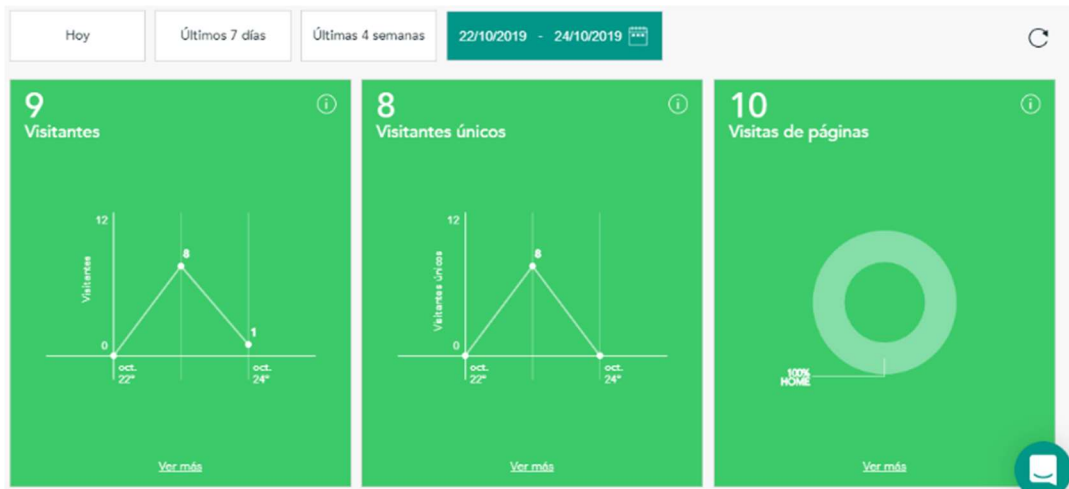 Hoy
Últimos 7 días
Últimas 4 semanas
22/10/2019 - 24/10/2019
9
Visitantes
12
Visitantes
8
1
0
oct.
22º
oct.
24º
Ver más
8
Visitantes únicos
12
Visitantes únicos
8
0
oct.
22º
oct.
24º
Ver más
10
Visitas de páginas
100%
HOME
Ver más